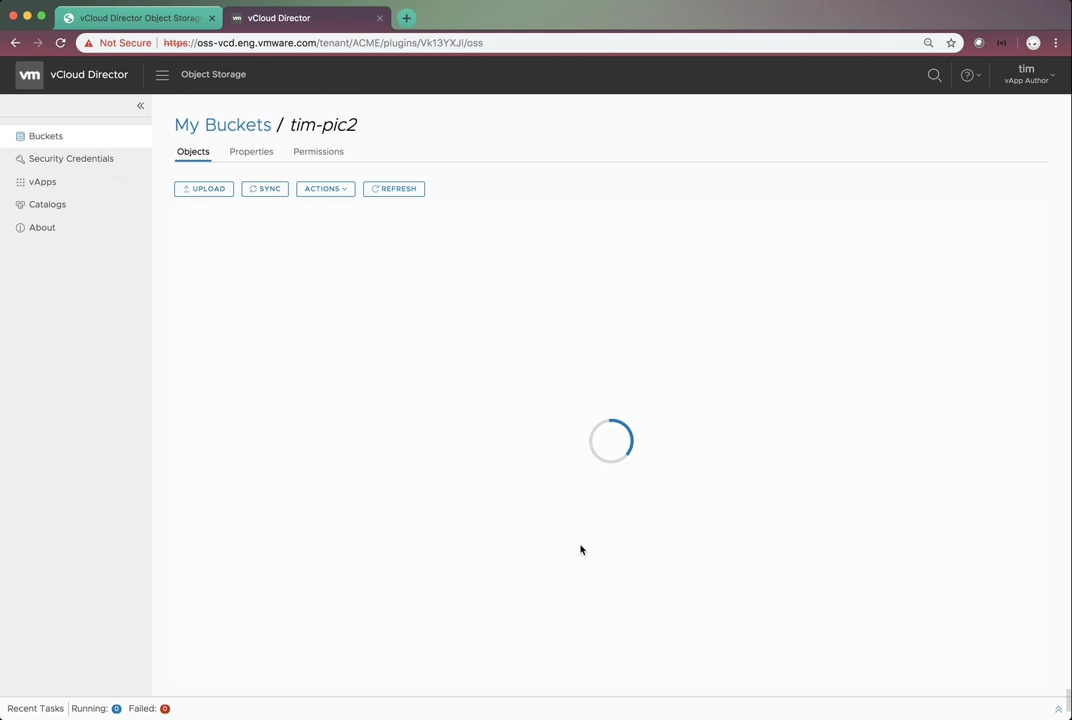 vCloud Director Object Storag
vCloud Director
Not Secure
https://oss-vcd.eng.vmware.com/tenant/ACME/plugins/Vk13YXJl/oss
vm
vCloud Director
Object Storage
tim
vApp Author
Buckets
Security Credentials
vApps
Catalogs
About
My Buckets / tim-pic2
Objects
Properties
Permissions
UPLOAD
SYNC
ACTIONS
REFRESH
Recent Tasks
Running: 0
Failed: 0